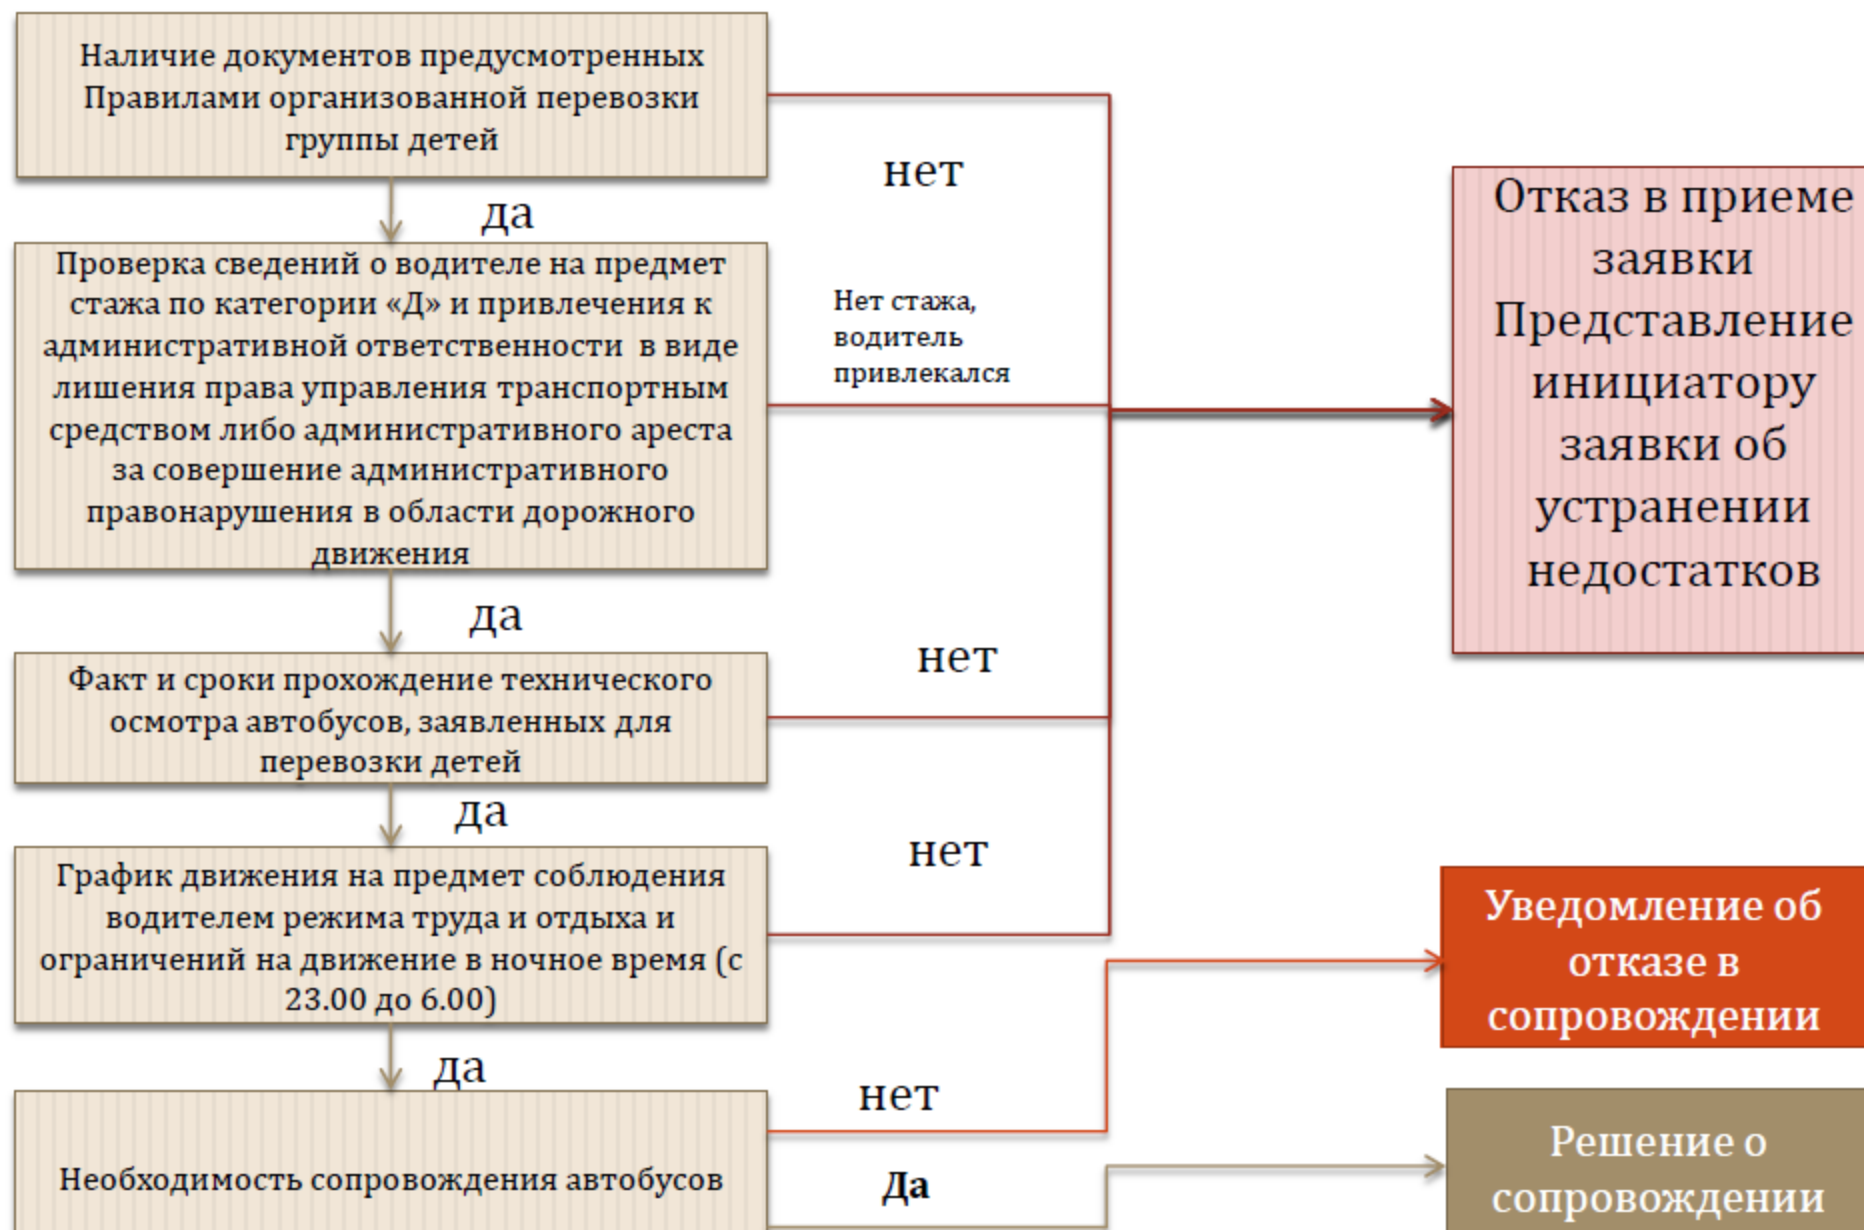 Наличие документов предусмотренных
Правилами организованной перевозки
группы детей
нет
да
Проверка сведений о водителе на предмет
стажа по категории «Д» и привлечения к
административной ответственности в виде
лишения права управления транспортным
средством либо административного ареста
за совершение административного
правонарушения в области дорожного
движения
Нет стажа,
водитель
привлекался
Отказ в приеме
заявки
Представление
инициатору
заявки об
устранении
недостатков
да
нет
Факт и сроки прохождение технического
осмотра автобусов, заявленных для
перевозки детей
да
нет
График движения на предмет соблюдения
водителем режима труда и отдыха и
ограничений на движение в ночное время (с
23.00 до 6.00)
Уведомление об
отказе в
сопровождении
да
нет
Необходимость сопровождения автобусов
Да
Решение о
сопровождении